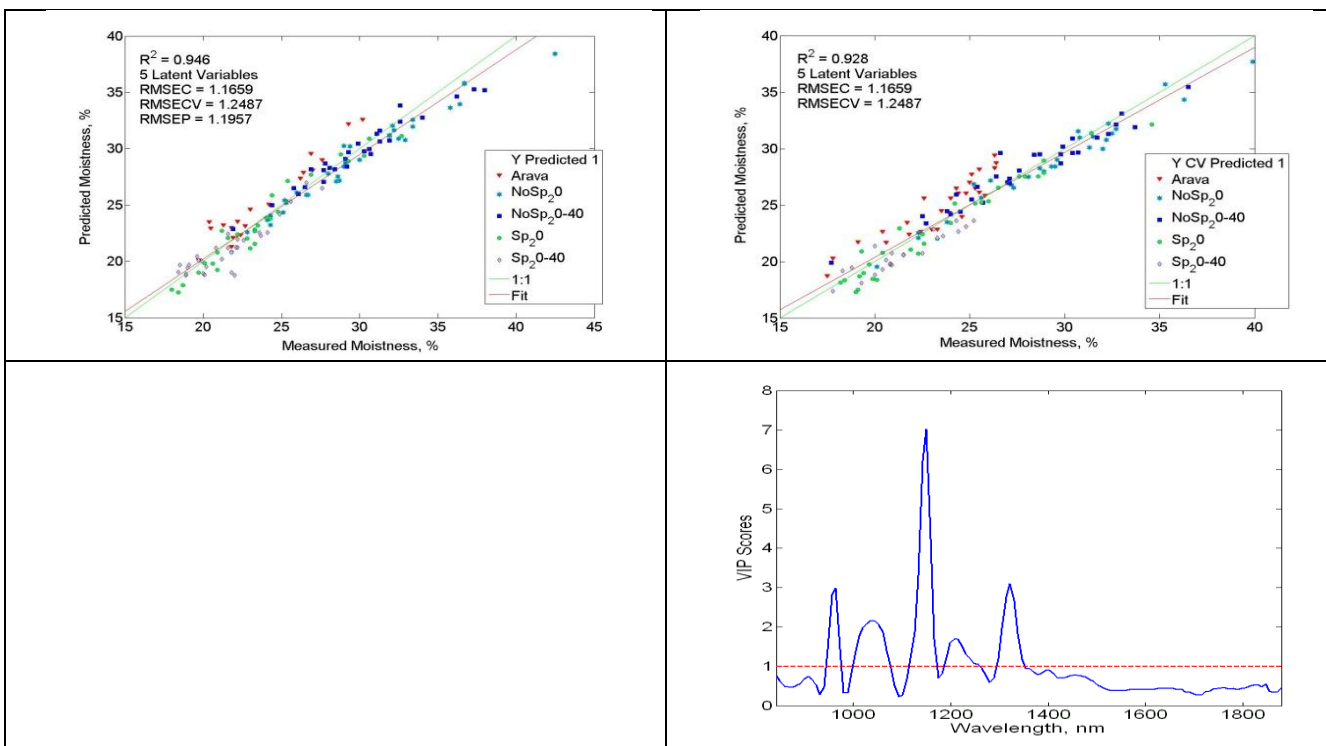 40
35
30
25
20
15
15 20 25 30 35 40 45
Predicted Moistness, %
Measured Moistness, %
R² = 0.946
5 Latent Variables
RMSEC = 1.1659
RMSECV = 1.2487
RMSEP = 1.1957
Y Predicted 1
Arava
NoSp₂0
NoSp₂0-40
Sp₂0
Sp₂0-40
1:1
Fit
40
35
30
25
20
15
15 20 25 30 35 40
Predicted Moistness, %
Measured Moistness, %
R² = 0.928
5 Latent Variables
RMSEC = 1.1659
RMSECV = 1.2487
Y CV Predicted 1
Arava
NoSp₂0
NoSp₂0-40
Sp₂0
Sp₂0-40
1:1
Fit
8
7
6
5
4
3
2
1
0
VIP Scores
1000 1200 1400 1600 1800
Wavelength, nm